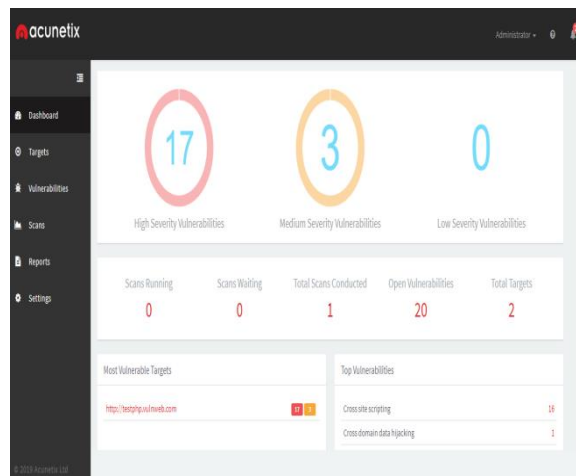 acunetix
Administrator
Dashboard
Targets
Vulnerabilities
Scans
Reports
Settings
17
3
0
High Severity Vulnerabilities
Medium Severity Vulnerabilities
Low Severity Vulnerabilities
Scans Running
Scans Waiting
Total Scans Conducted
Open Vulnerabilities
Total Targets
0
0
1
20
2
Most Vulnerable Targets
Top Vulnerabilities
http://testphp.vulnweb.com
17
3
Cross site scripting
16
Cross domain data hijacking
1
© 2019 Acunetix Ltd